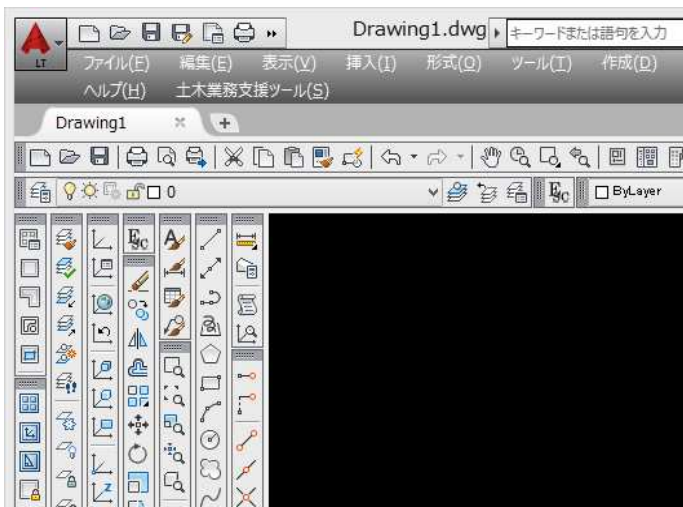 Drawing1.dwg キーワードまたは語句を入力
LT ファイル(F) 編集(E) 表示(V) 挿入(I) 形式(O) ツール(T) 作成(D)
ヘルプ(H) 土木業務支援ツール(S)
Drawing1
0 Esc ByLayer
Esc